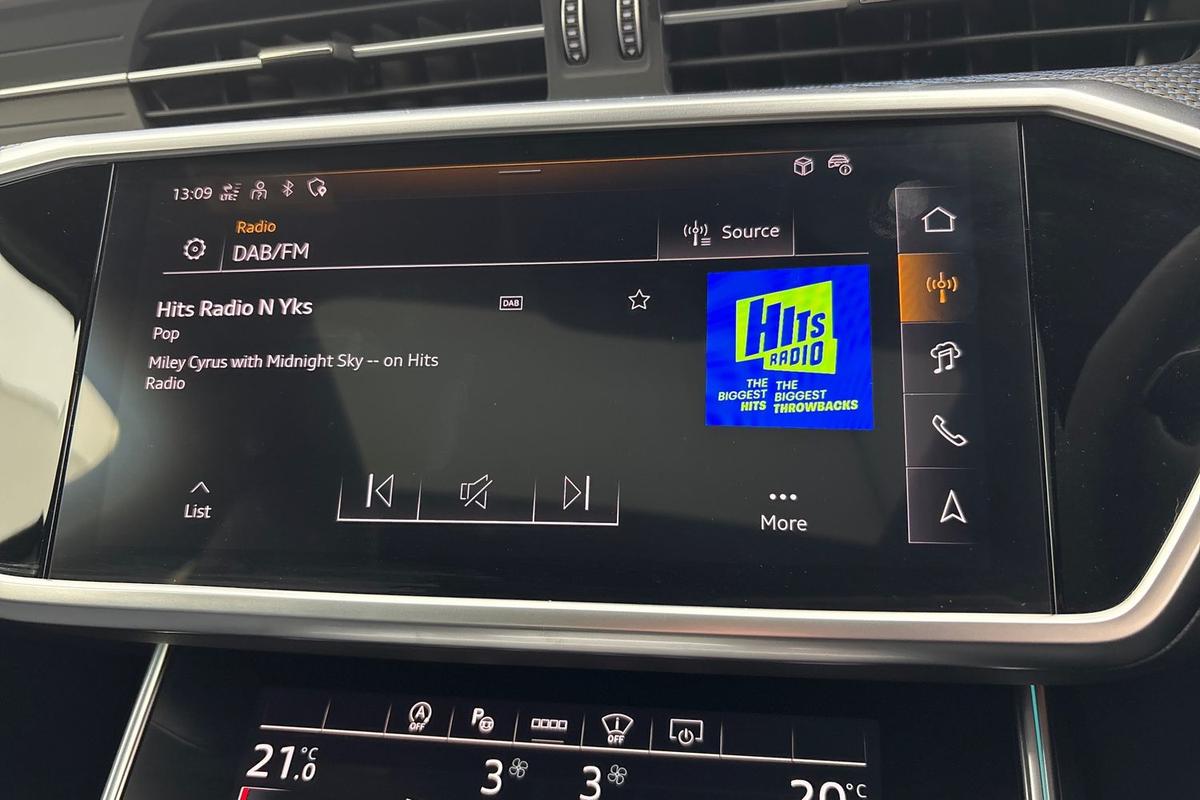 13:09 LTE
Radio
DAB/FM
Source
Hits Radio N Yks
DAB
Pop
Miley Cyrus with Midnight Sky -- on Hits
Radio
HITS
RADIO
THE BIGGEST HITS
THE BIGGEST THROWBACKS
List
More
A OFF
P
OFF
21.0 °C
3
3
20 °C